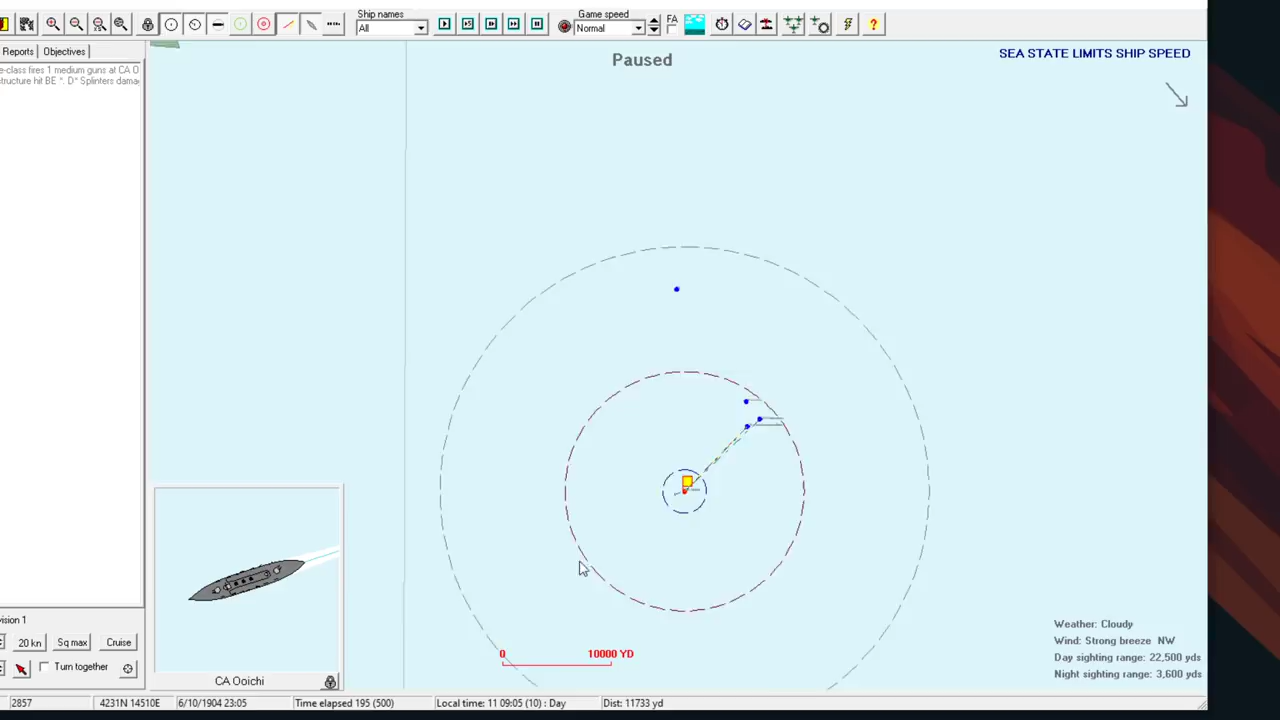 Ship names
All
Game speed
Normal
FA
?
Reports
Objectives
e-class fires 1 medium guns at CA O
tructure hit BE ". D" Splinters dama
Paused
SEA STATE LIMITS SHIP SPEED
0
10000 YD
Weather: Cloudy
Wind: Strong breeze NW
Day sighting range: 22,500 yds
Night sighting range: 3,600 yds
CA Ooichi
vision 1
20 kn
Sq max
Cruise
Turn together
2857
4231N 14510E
6/10/1904 23:05
Time elapsed 195 (500)
Local time: 11 09:05 (10) : Day
Dist: 11733 yd